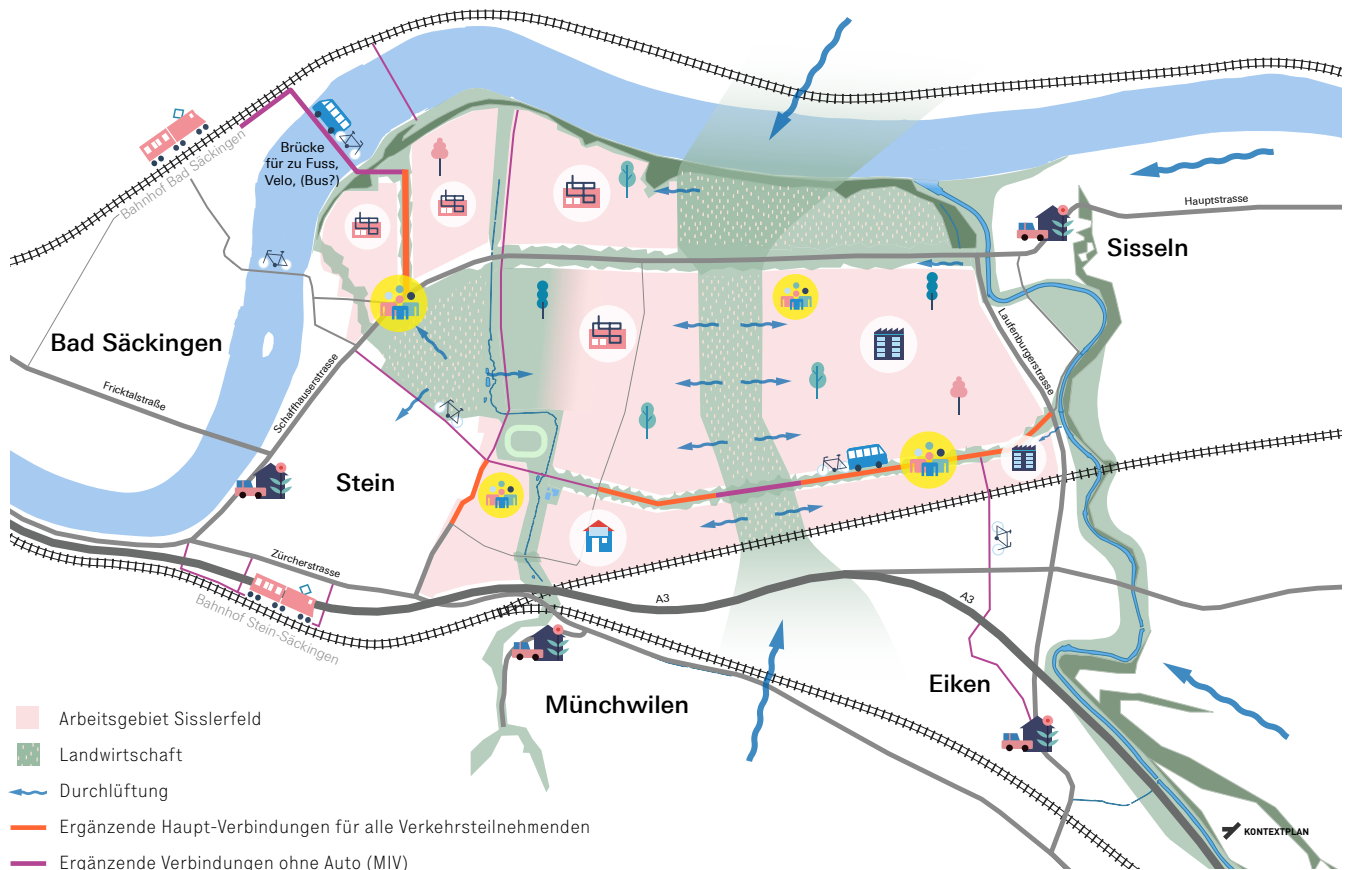 Bahnhof Bad Säckingen
Brücke
für zu Fuss,
Velo, (Bus?)
Hauptstrasse
Sisseln
Bad Säckingen
Laufenburgerstrasse
Schaffhauserstrasse
Fricktalstraße
Stein
Zürcherstrasse
Bahnhof Stein-Säckingen
A3
A3
Eiken
Münchwilen
Arbeitsgebiet Sisslerfeld
Landwirtschaft
Durchlüftung
Ergänzende Haupt-Verbindungen für alle Verkehrsteilnehmenden
Ergänzende Verbindungen ohne Auto (MIV)
KONTEXTPLAN